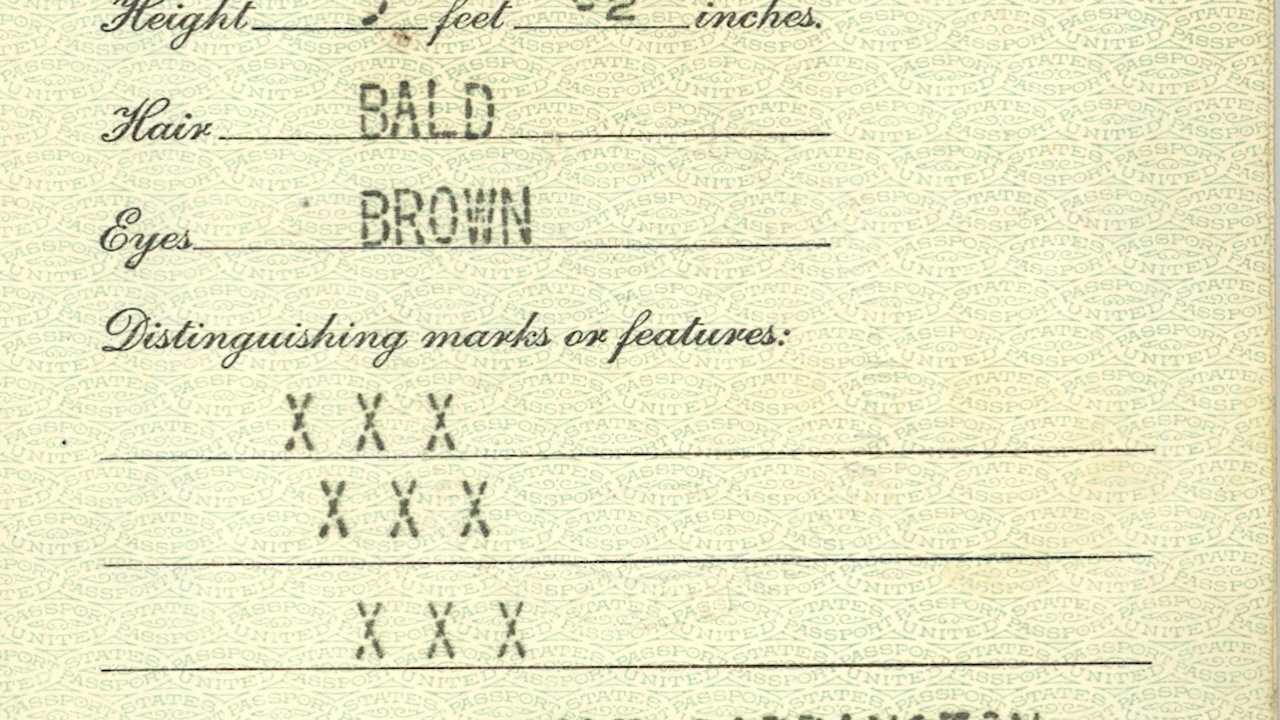 Height feet inches.
Hair BALD
Eyes BROWN
Distinguishing marks or features:
X X X
X X X
X X X